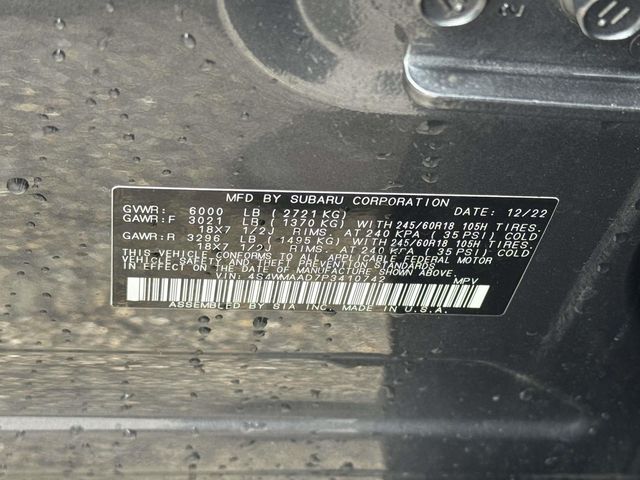 MFD BY SUBARU CORPORATION
GVWR: 6000 LB (2721 KG) DATE: 12/22
GAWR:F 3021 LB (1370 KG) WITH 245/60R18 105H TIRES.
18X7 1/2J RIMS. AT 240 KPA (35 PSI) COLD
GAWR:R 3296 LB (1495 KG) WITH 245/60R18 105H TIRES.
18X7 1/2J RIMS. AT 240 KPA (35 PSI) COLD
THIS VEHICLE CONFORMS TO ALL APPLICABLE FEDERAL MOTOR
VEHICLE SAFETY AND THEFT PREVENTION STANDARDS
IN EFFECT ON THE DATE OF MANUFACTURE SHOWN ABOVE.
VIN: 4S4WMAAD7P3410742 MPV
ASSEMBLED BY SIA INC. MADE IN U.S.A.